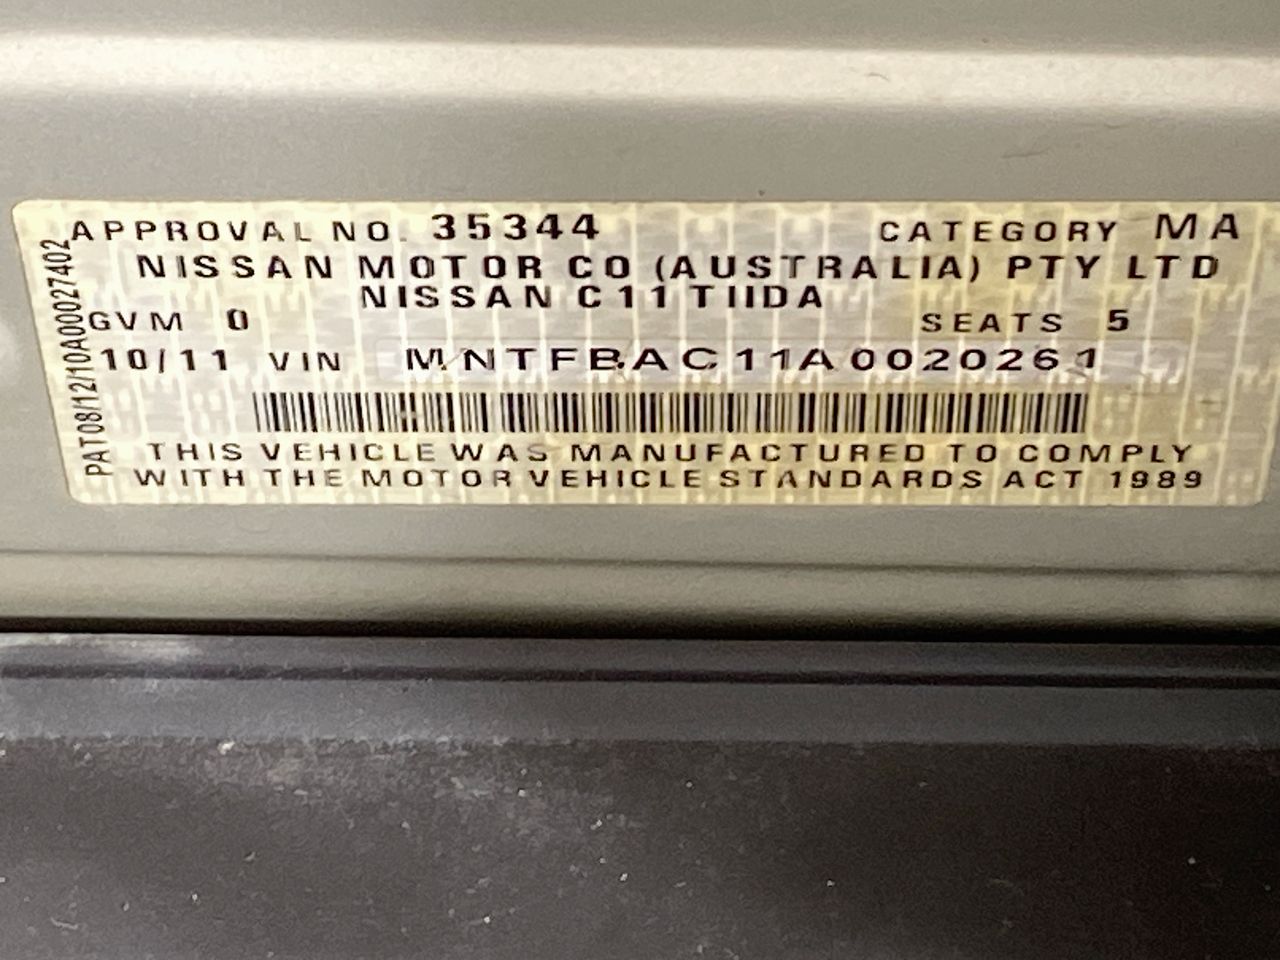 APPROVAL NO. 35344 CATEGORY MA
NISSAN MOTOR CO (AUSTRALIA) PTY LTD
NISSAN C11 TIIDA
GVM 0 SEATS 5
10/11 VIN MNTFBAC11A0020261
THIS VEHICLE WAS MANUFACTURED TO COMPLY
WITH THE MOTOR VEHICLE STANDARDS ACT 1989
PAT08/12/10A00027402